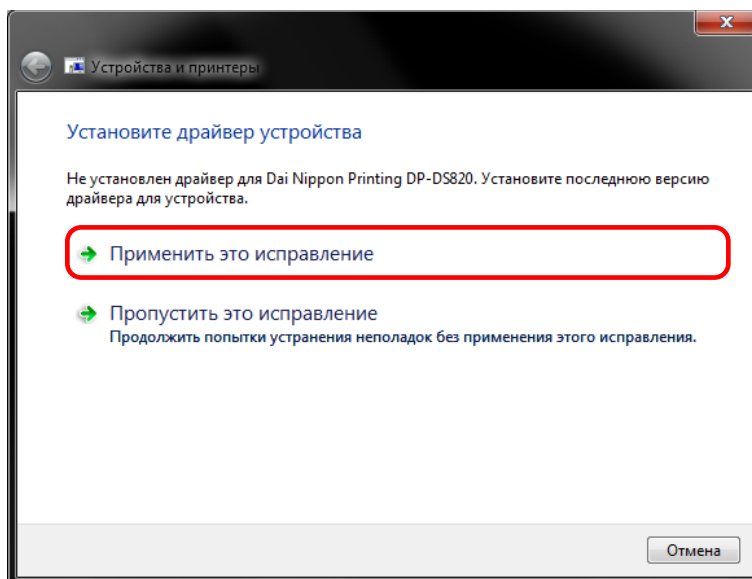 Устройства и принтеры
Установите драйвер устройства
Не установлен драйвер для Dai Nippon Printing DP-DS820. Установите последнюю версию
драйвера для устройства.
Применить это исправление
Пропустить это исправление
Продолжить попытки устранения неполадок без применения этого исправления.
Отмена